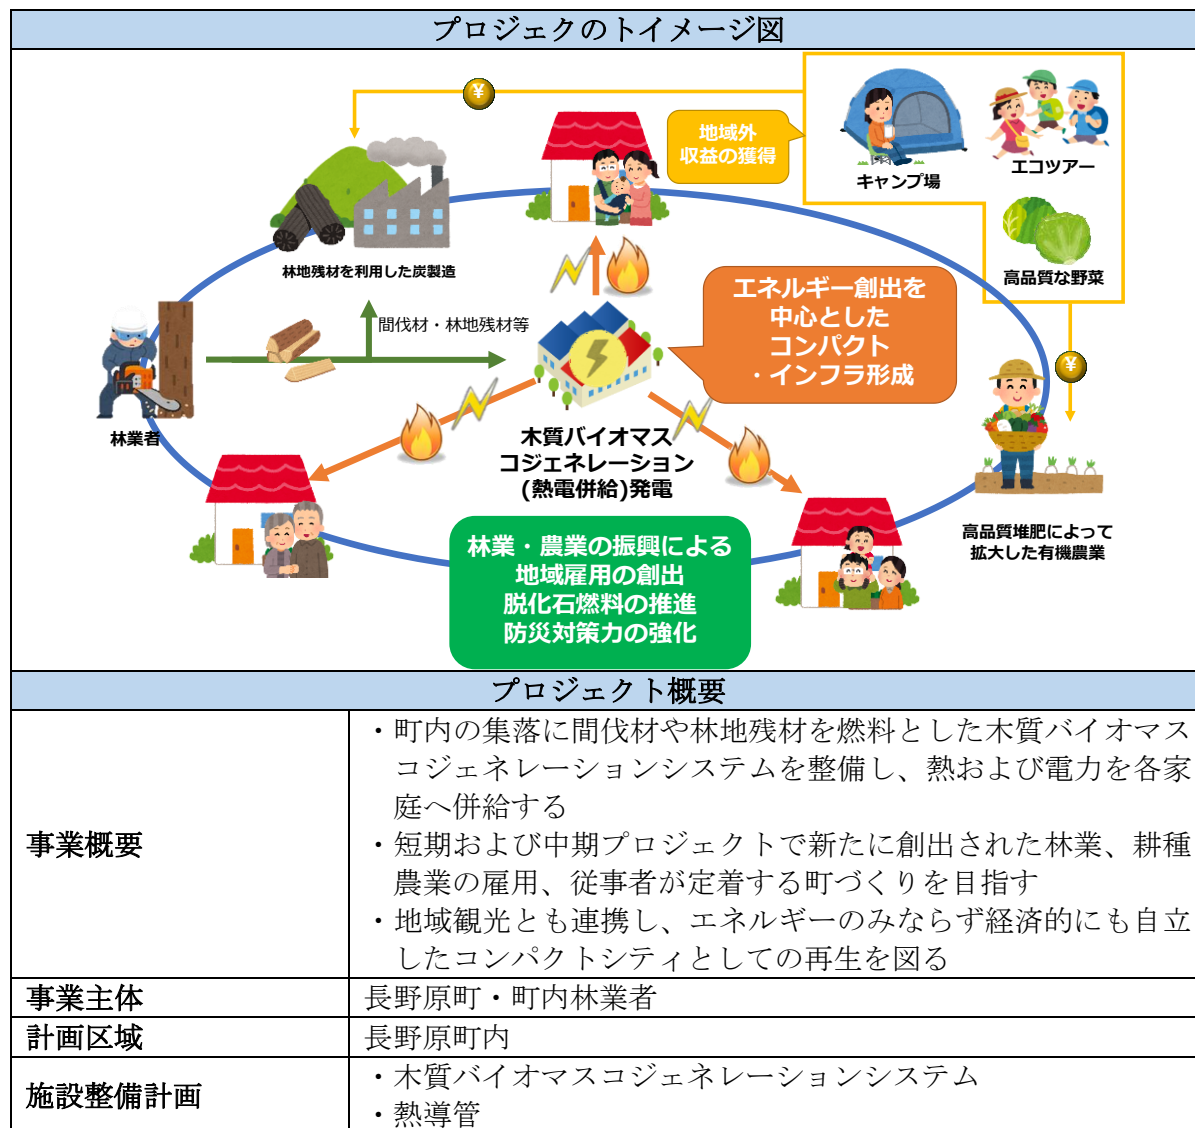 プロジェクのトイメージ図
¥
地域外
収益の獲得
キャンプ場
エコツアー
高品質な野菜
林地残材を利用した炭製造
間伐材・林地残材等
エネルギー創出を
中心とした
コンパクト
・インフラ形成
¥
林業者
木質バイオマス
コジェネレーション
(熱電併給)発電
高品質堆肥によって
拡大した有機農業
林業・農業の振興による
地域雇用の創出
脱化石燃料の推進
防災対策力の強化
プロジェクト概要
事業概要
・町内の集落に間伐材や林地残材を燃料とした木質バイオマス
コジェネレーションシステムを整備し、熱および電力を各家
庭へ併給する
・短期および中期プロジェクトで新たに創出された林業、耕種
農業の雇用、従事者が定着する町づくりを目指す
・地域観光とも連携し、エネルギーのみならず経済的にも自立
したコンパクトシティとしての再生を図る
事業主体
長野原町・町内林業者
計画区域
長野原町内
施設整備計画
・木質バイオマスコジェネレーションシステム
・熱導管